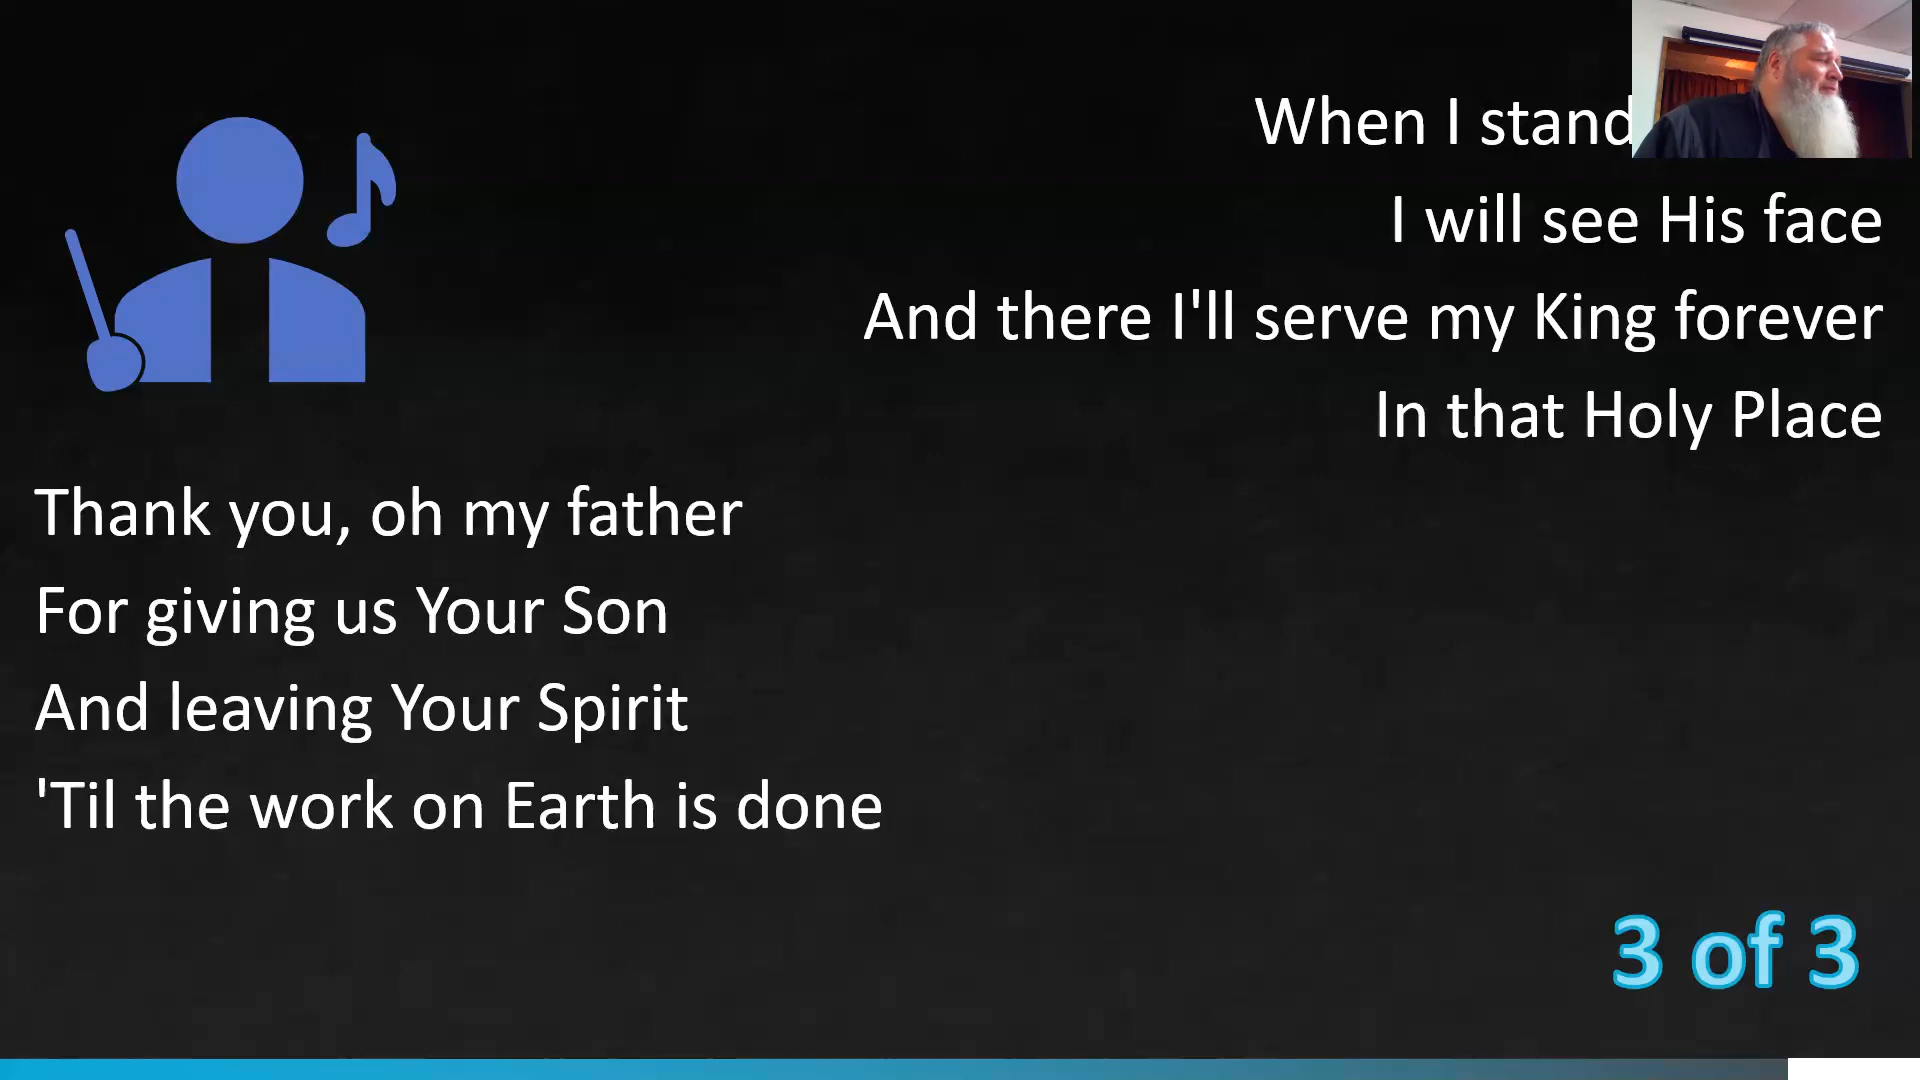 When I stand
I will see His face
And there I'll serve my King forever
In that Holy Place
Thank you, oh my father
For giving us Your Son
And leaving Your Spirit
'Til the work on Earth is done
3 of 3